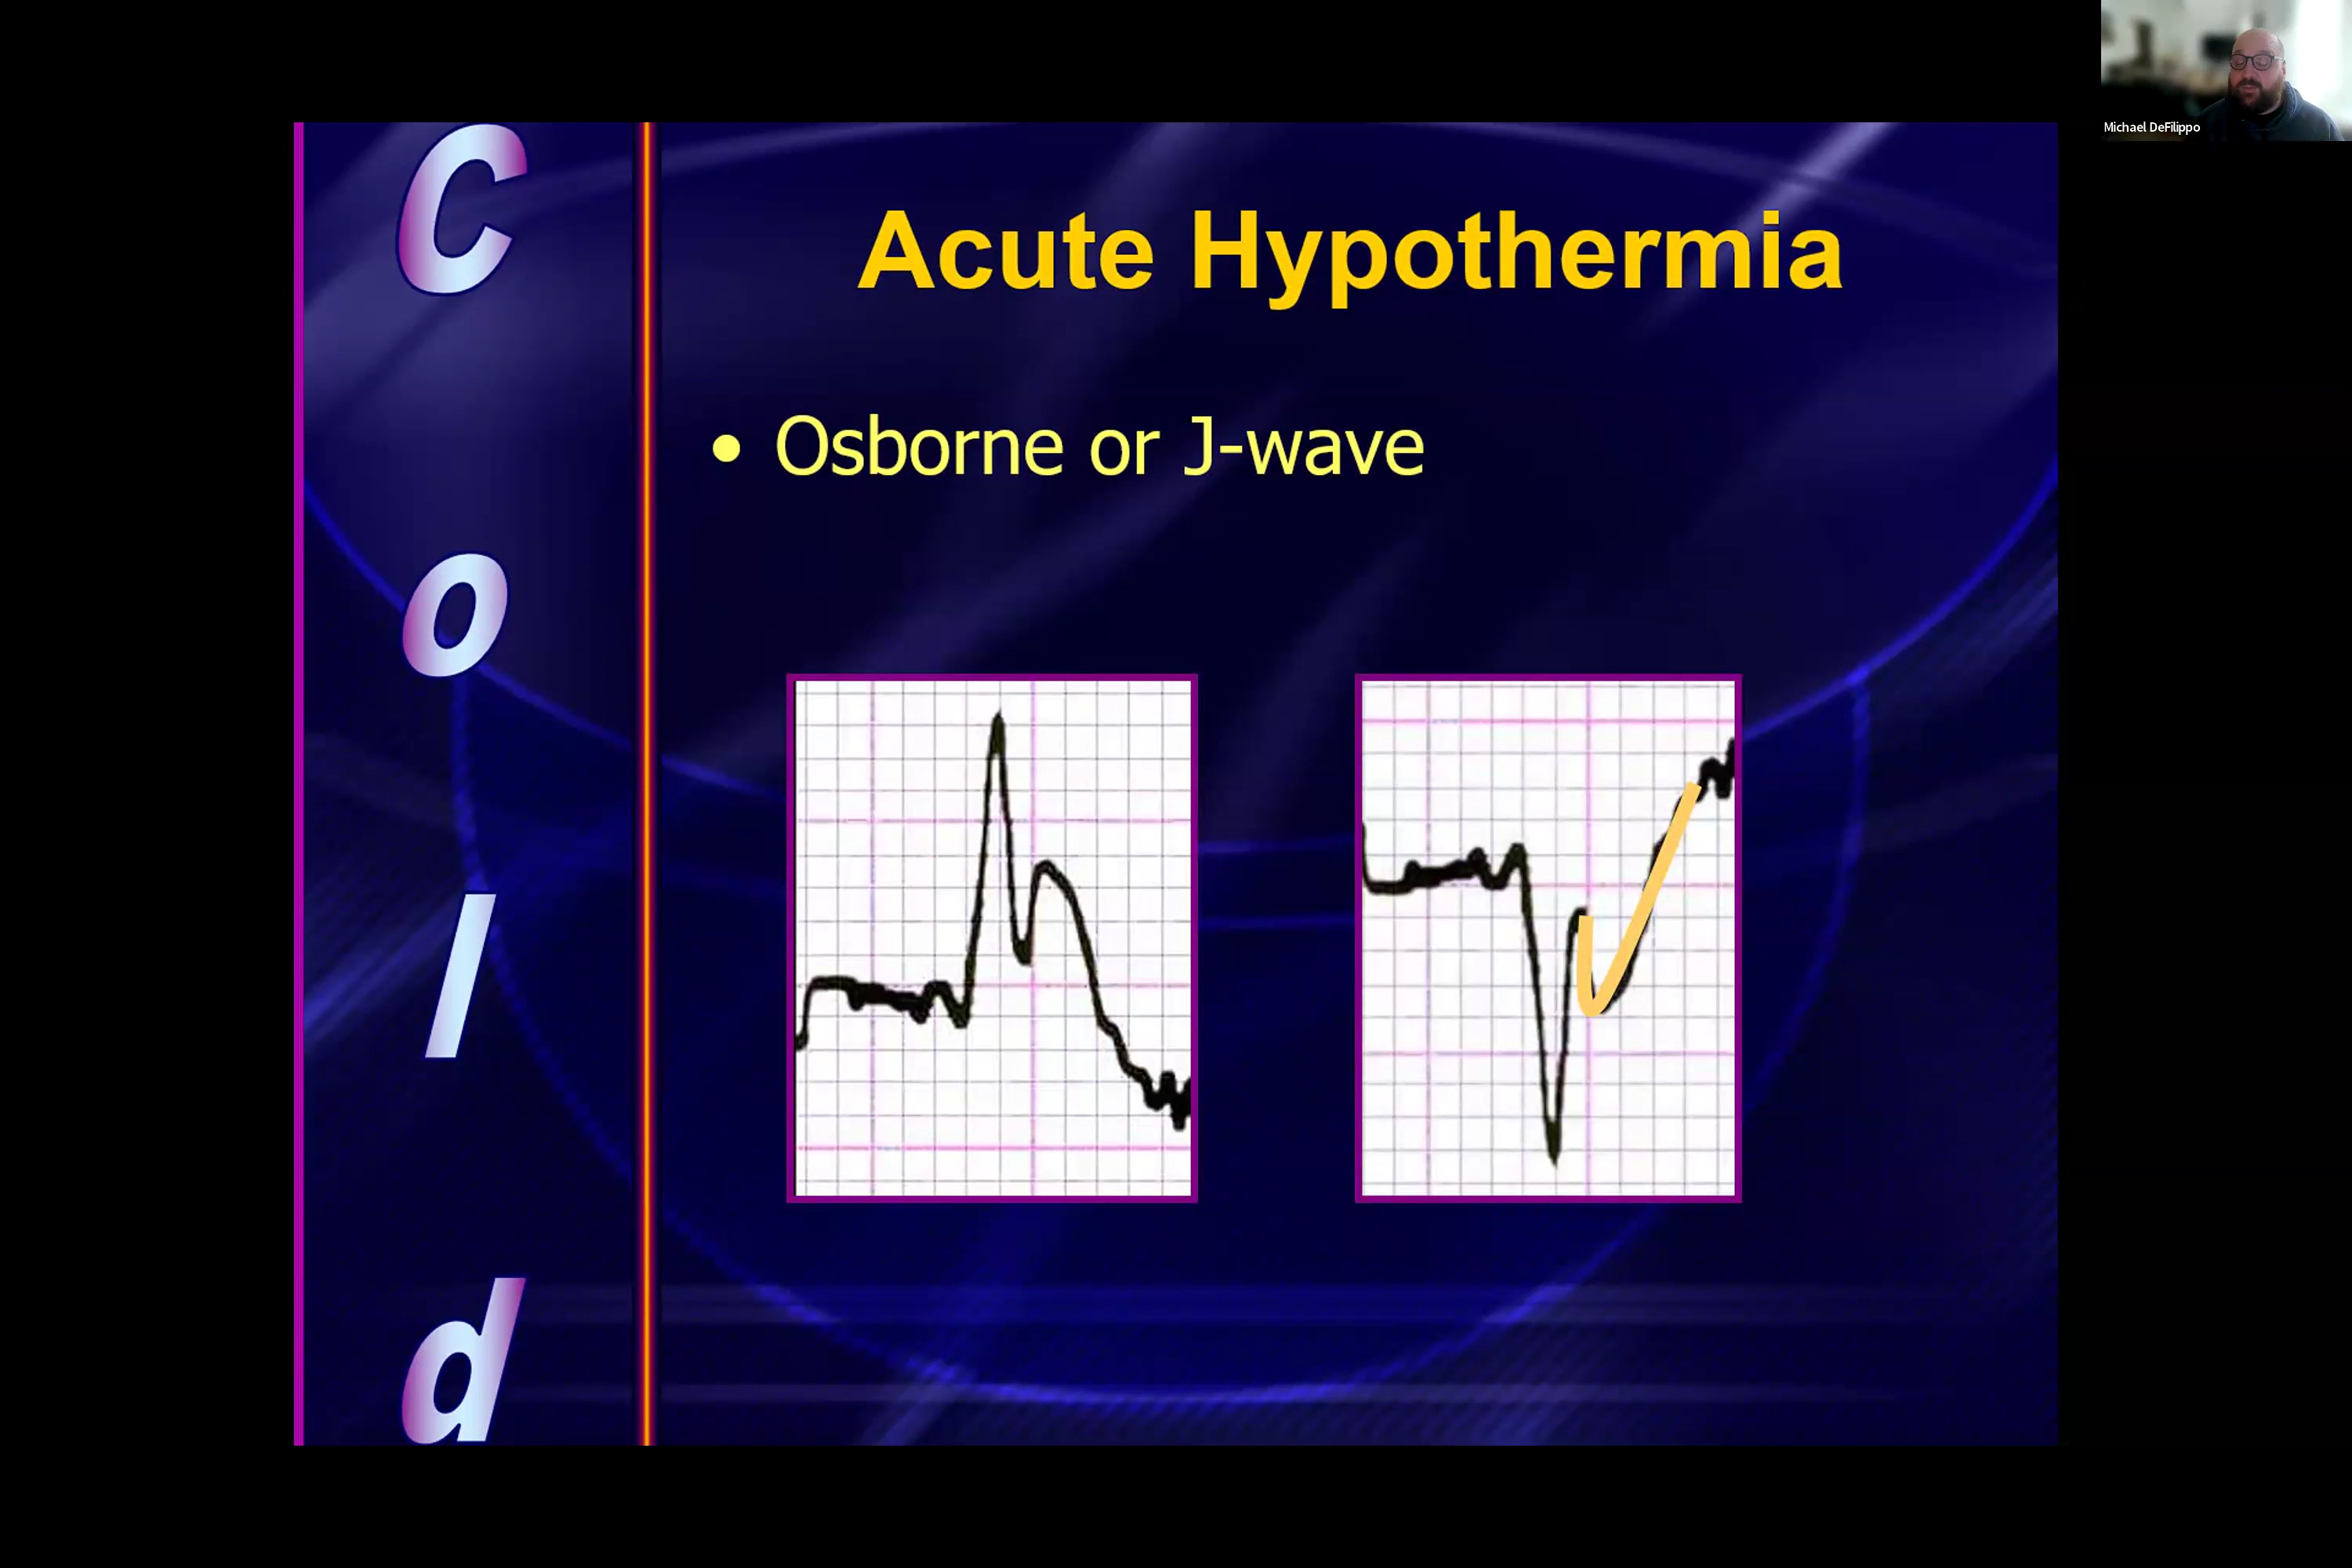 Cold
Acute Hypothermia
• Osborne or J-wave
Michael DeFilippo